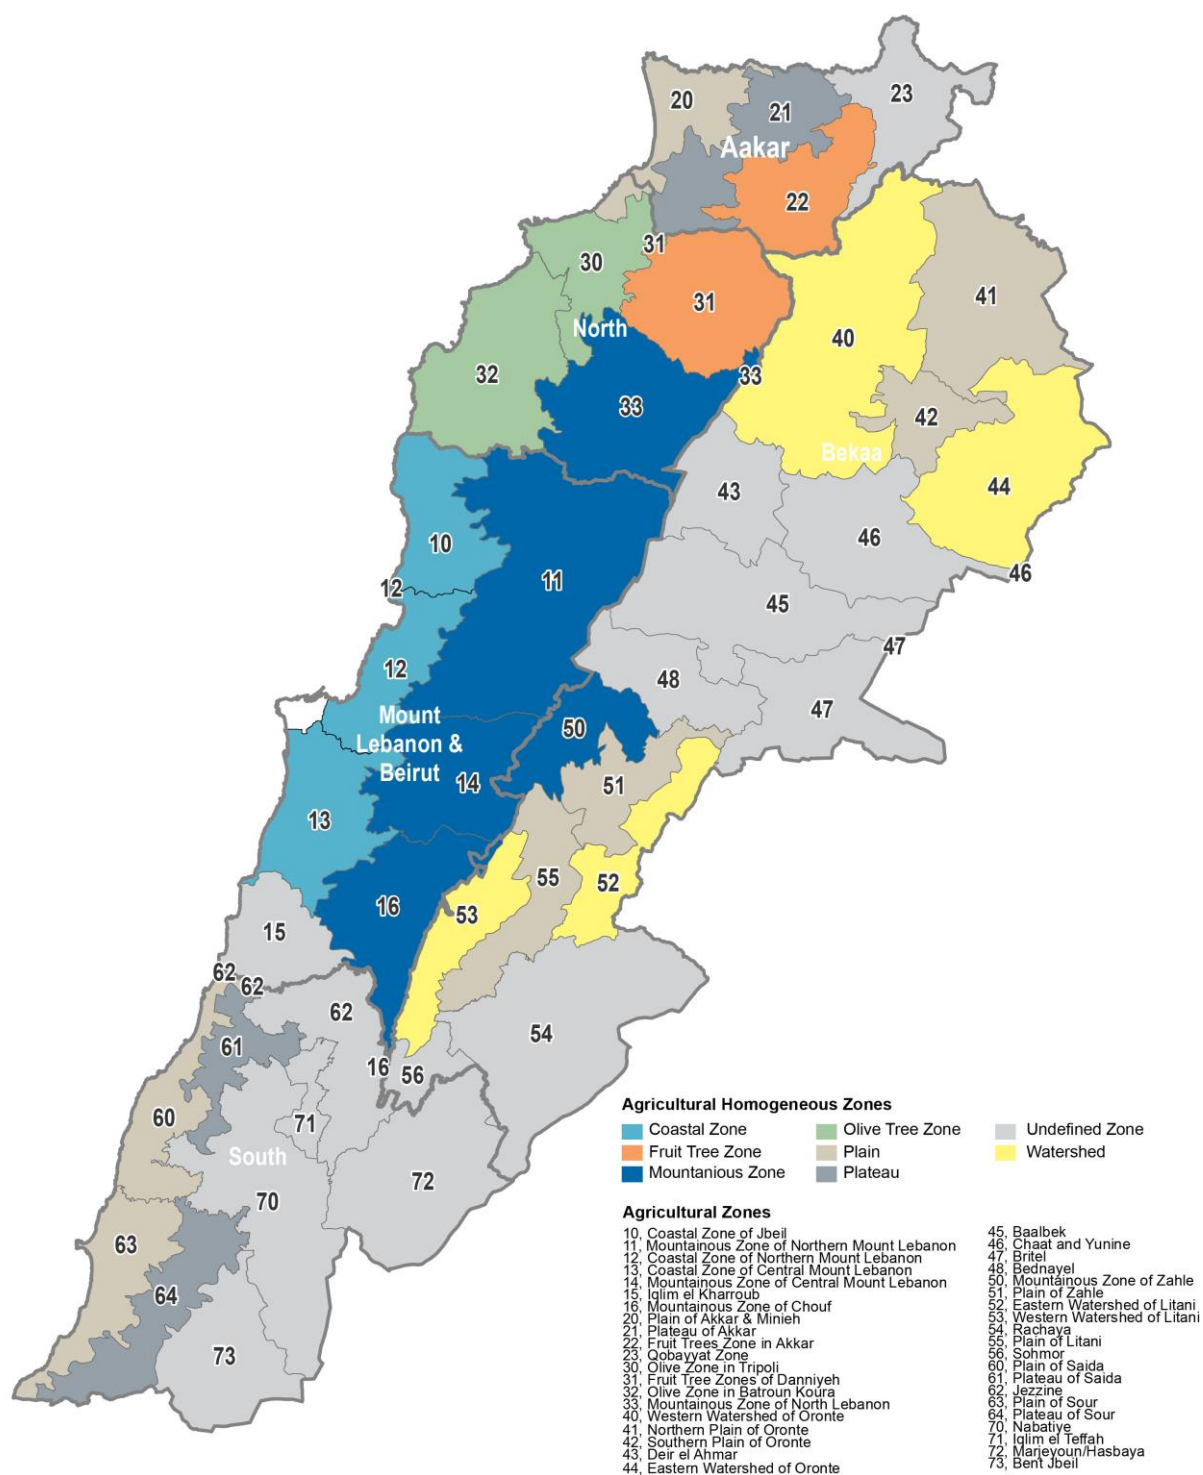 20
21
23
Aakar
22
31
30
31
41
North
40
32
33
33
42
Bekaa
43
44
10
46
12
11
46
45
47
12
48
47
Mount
Lebanon &
Beirut
50
14
51
13
55
52
16
53
15
62
62
62
61
54
16
56
60
71
South
72
70
63
64
73
Agricultural Homogeneous Zones
Coastal Zone
Olive Tree Zone
Undefined Zone
Fruit Tree Zone
Plain
Watershed
Mountanious Zone
Plateau
Agricultural Zones
10, Coastal Zone of Jbeil
11, Mountainous Zone of Northern Mount Lebanon
12, Coastal Zone of Northern Mount Lebanon
13, Coastal Zone of Central Mount Lebanon
14, Mountainous Zone of Central Mount Lebanon
15, Iqlim el Kharroub
16, Mountainous Zone of Chouf
20, Plain of Akkar & Minieh
21, Plateau of Akkar
22, Fruit Trees Zone in Akkar
23, Qobayyat Zone
30, Olive Zone in Tripoli
31, Fruit Tree Zones of Danniyeh
32, Olive Zone in Batroun Koura
33, Mountainous Zone of North Lebanon
40, Western Watershed of Oronte
41, Northern Plain of Oronte
42, Southern Plain of Oronte
43, Deir el Ahmar
44, Eastern Watershed of Oronte
45, Baalbek
46, Chaat and Yunine
47, Britel
48, Bednayel
50, Mountainous Zone of Zahle
51, Plain of Zahle
52, Eastern Watershed of Litani
53, Western Watershed of Litani
54, Rachaya
55, Plain of Litani
56, Sohmor
60, Plain of Saida
61, Plateau of Saida
62, Jezzine
63, Plain of Sour
64, Plateau of Sour
70, Nabatiye
71, Iqlim el Teffah
72, Marjeyoun/Hasbaya
73, Bent Jbeil